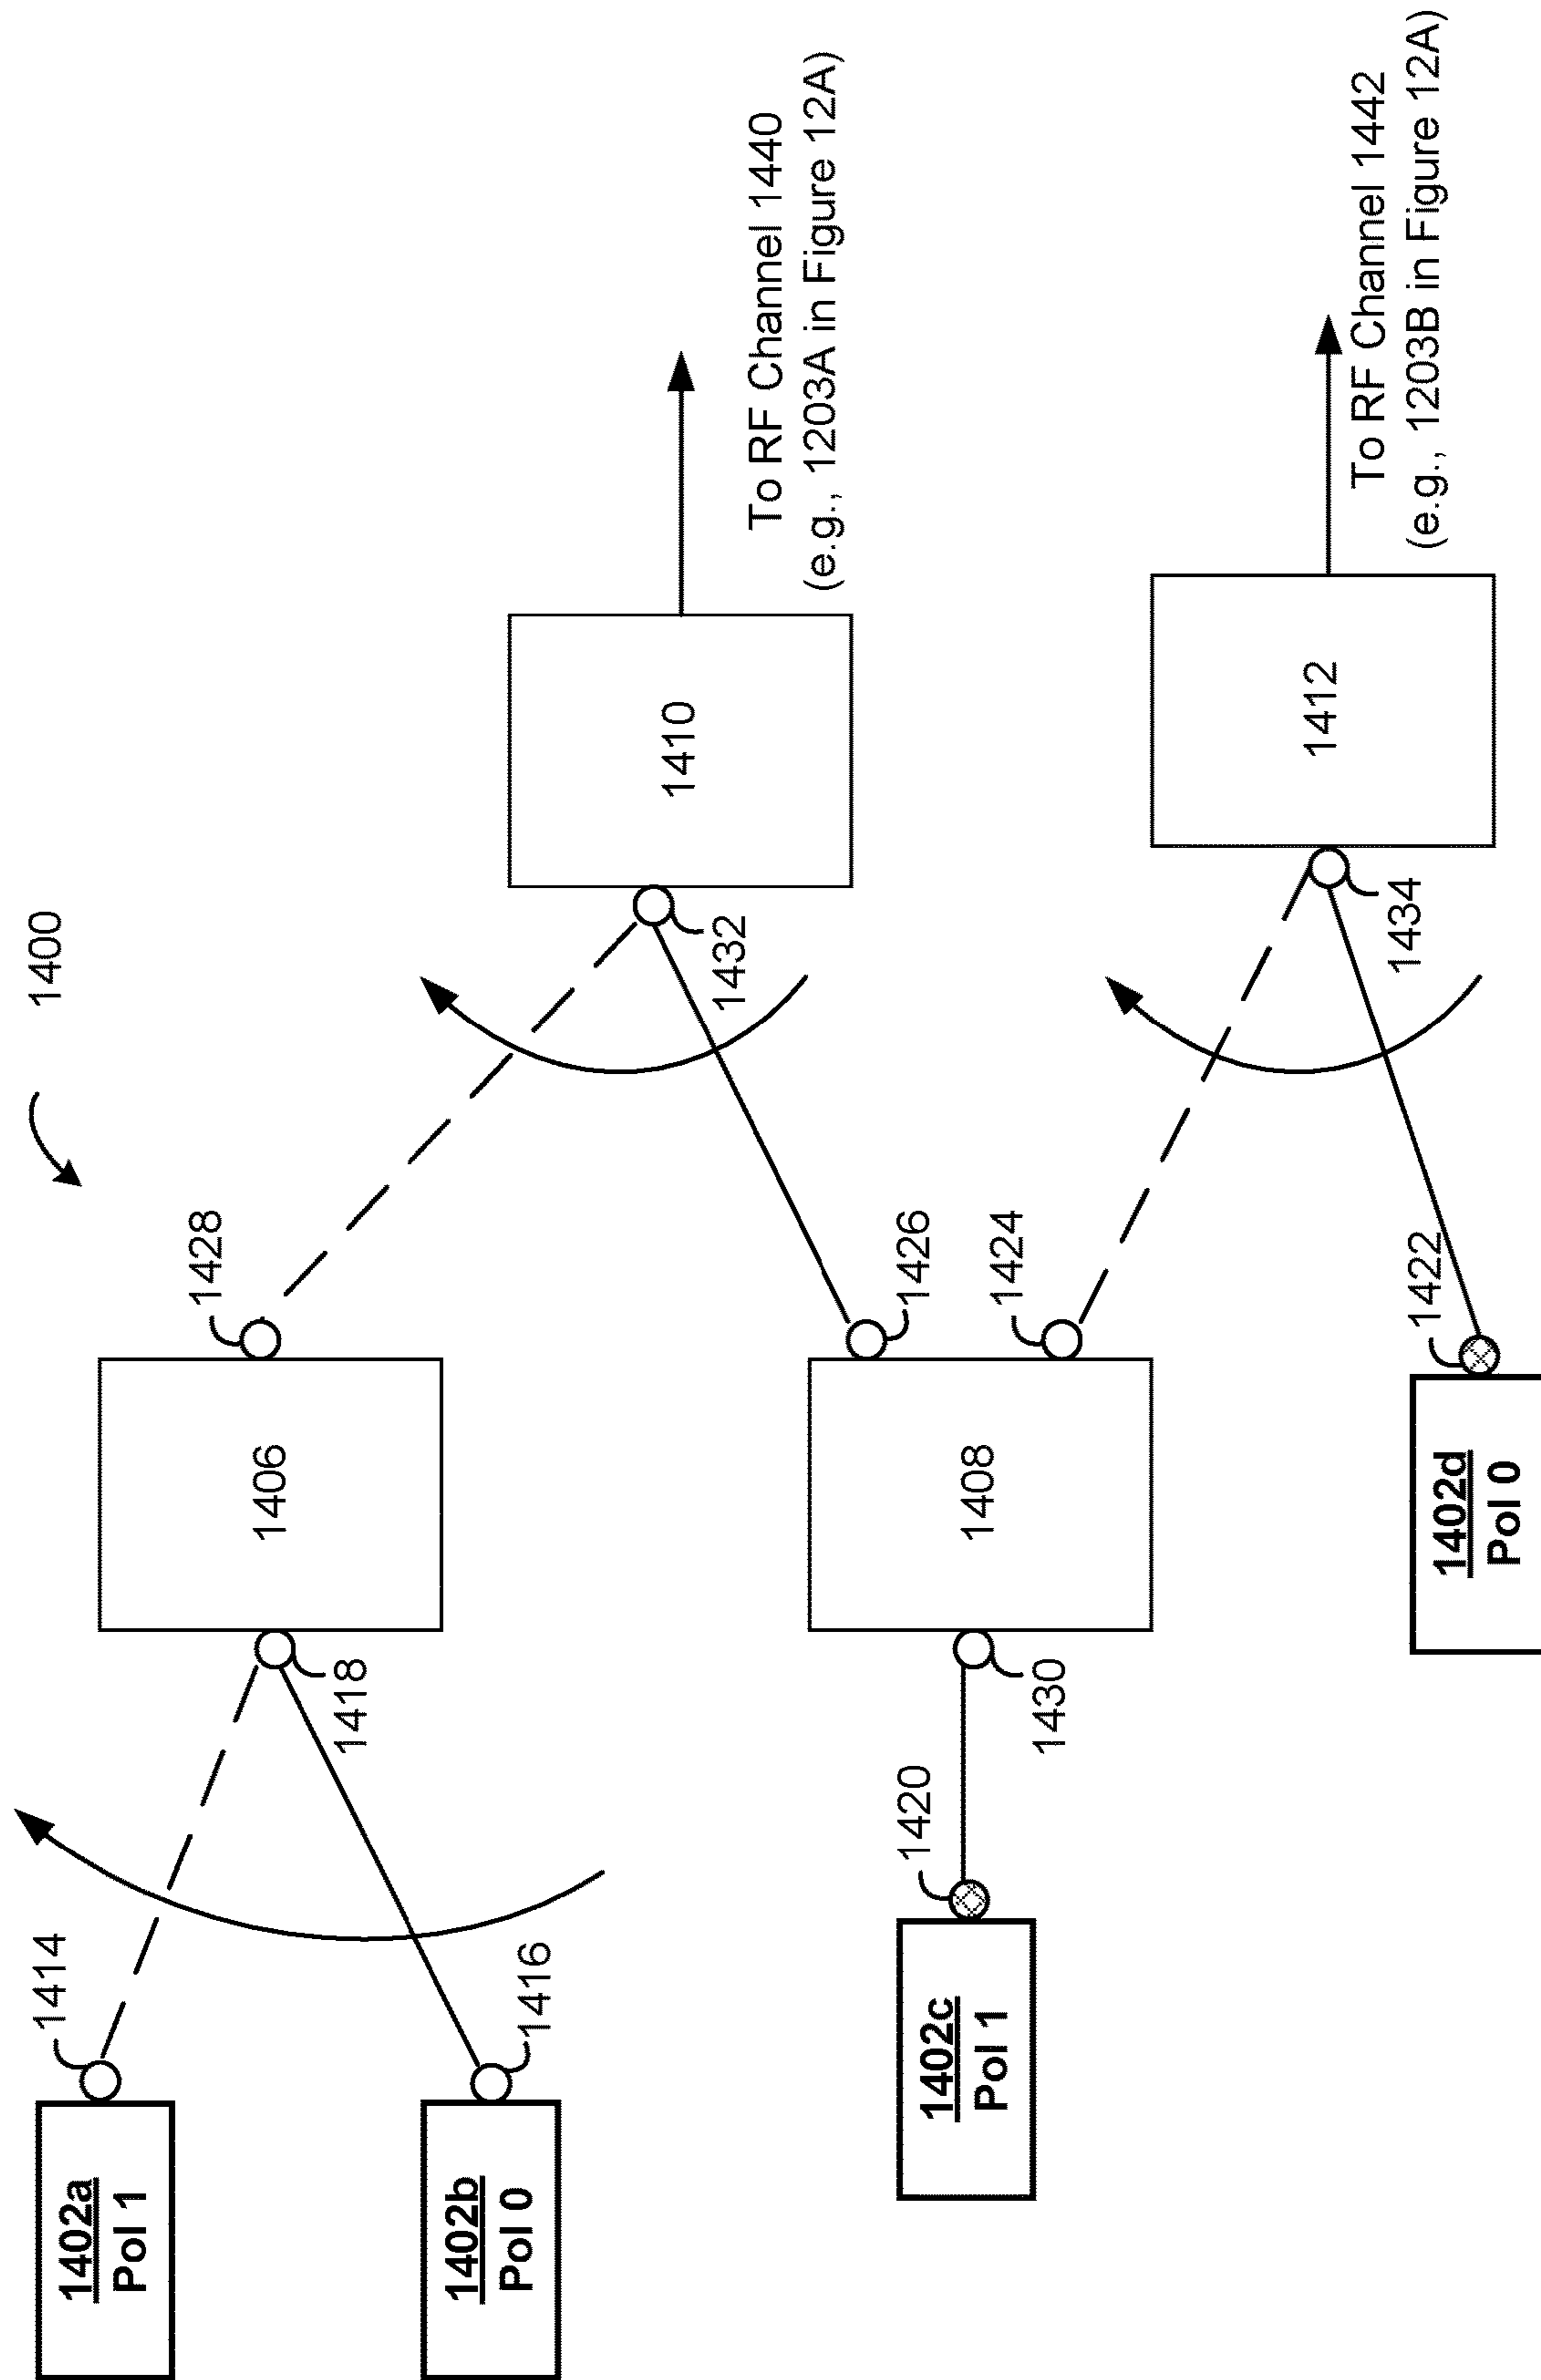 1400
1402a
Pol 1
1414
1402b
Pol 0
1416
1418
1406
1428
1432
1410
To RF Channel 1440
(e.g., 1203A in Figure 12A)
1402c
Pol 1
1420
1430
1408
1426
1424
1402d
Pol 0
1422
1434
1412
To RF Channel 1442
(e.g., 1203B in Figure 12A)